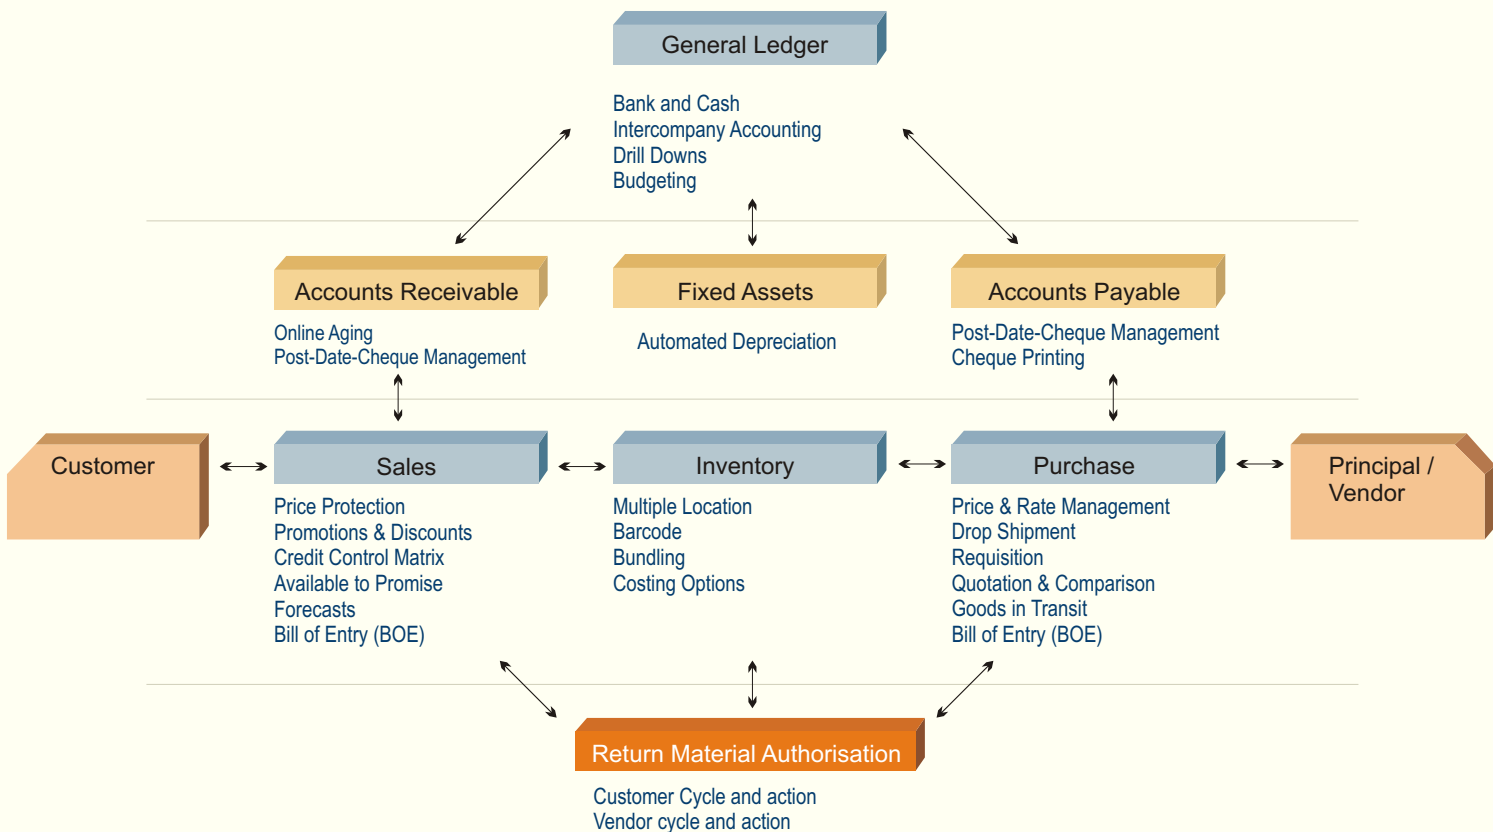 General Ledger
Bank and Cash
Intercompany Accounting
Drill Downs
Budgeting
Accounts Receivable
Online Aging
Post-Date-Cheque Management
Fixed Assets
Automated Depreciation
Accounts Payable
Post-Date-Cheque Management
Cheque Printing
Customer
Sales
Price Protection
Promotions & Discounts
Credit Control Matrix
Available to Promise
Forecasts
Bill of Entry (BOE)
Inventory
Multiple Location
Barcode
Bundling
Costing Options
Purchase
Price & Rate Management
Drop Shipment
Requisition
Quotation & Comparison
Goods in Transit
Bill of Entry (BOE)
Principal /
Vendor
Return Material Authorisation
Customer Cycle and action
Vendor cycle and action